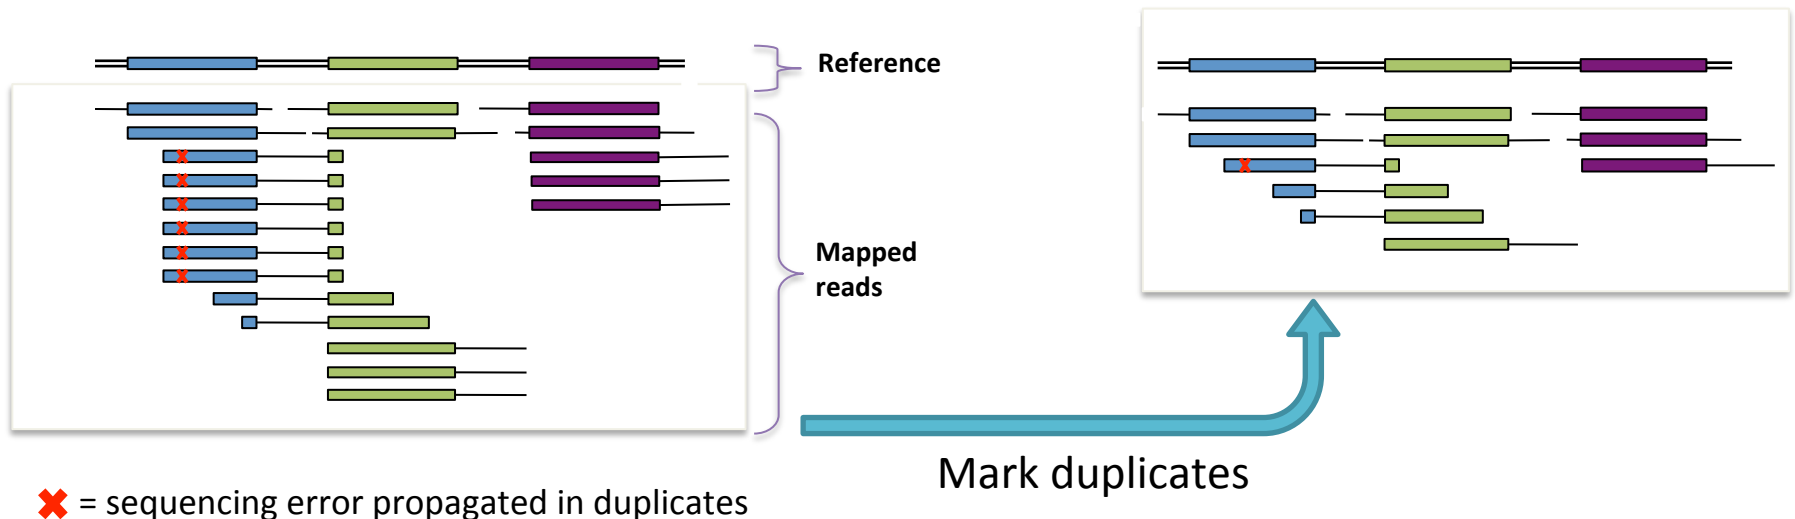 Reference
Mapped
reads
Mark duplicates
= sequencing error propagated in duplicates